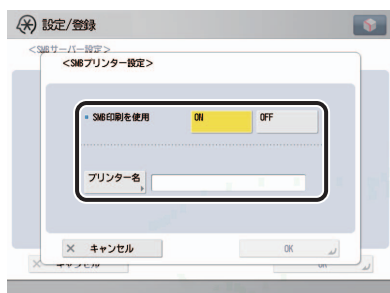 設定/登録
<SMBサーバー設定>
<SMBプリンター設定>
SMB印刷を使用 ON OFF
プリンター名
キャンセル OK
キャンセル OK